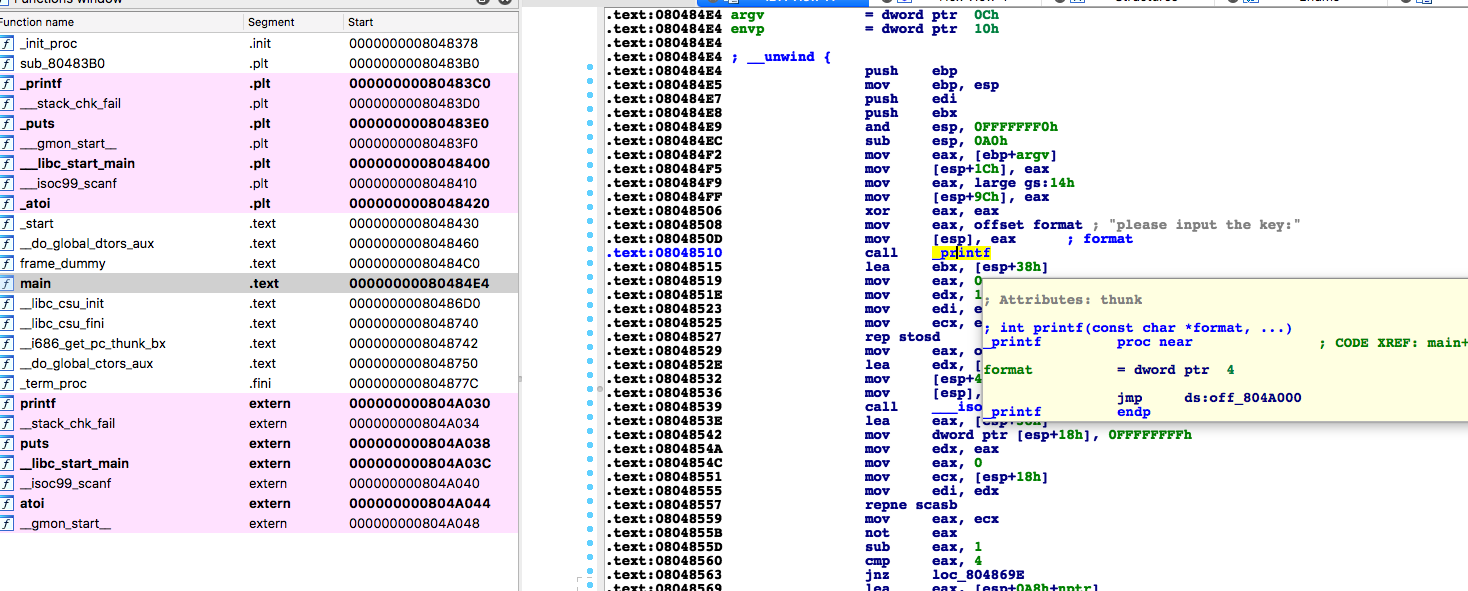 Functions window
Function name Segment Start
_init_proc .init 0000000008048378
sub_80483B0 .plt 00000000080483B0
_printf .plt 00000000080483C0
___stack_chk_fail .plt 00000000080483D0
_puts .plt 00000000080483E0
___gmon_start__ .plt 00000000080483F0
___libc_start_main .plt 0000000008048400
___isoc99_scanf .plt 0000000008048410
_atoi .plt 0000000008048420
_start .text 0000000008048430
__do_global_dtors_aux .text 0000000008048460
frame_dummy .text 00000000080484C0
main .text 00000000080484E4
__libc_csu_init .text 00000000080486D0
__libc_csu_fini .text 0000000008048740
__i686_get_pc_thunk_bx .text 0000000008048742
__do_global_ctors_aux .text 0000000008048750
_term_proc .fini 000000000804877C
printf extern 000000000804A030
__stack_chk_fail extern 000000000804A034
puts extern 000000000804A038
__libc_start_main extern 000000000804A03C
__isoc99_scanf extern 000000000804A040
atoi extern 000000000804A044
__gmon_start__ extern 000000000804A048
.text:080484E4 argv = dword ptr 0Ch
.text:080484E4 envp = dword ptr 10h
.text:080484E4
.text:080484E4 ; __unwind {
.text:080484E4 push ebp
.text:080484E5 mov ebp, esp
.text:080484E7 push edi
.text:080484E8 push ebx
.text:080484E9 and esp, 0FFFFFFF0h
.text:080484EC sub esp, 0A0h
.text:080484F2 mov eax, [ebp+argv]
.text:080484F5 mov [esp+1Ch], eax
.text:080484F9 mov eax, large gs:14h
.text:080484FF mov [esp+9Ch], eax
.text:08048506 xor eax, eax
.text:08048508 mov eax, offset format ; "please input the key:"
.text:0804850D mov [esp], eax ; format
.text:08048510 call _printf
.text:08048515 lea ebx, [esp+38h]
.text:08048519 mov eax, 0
.text:0804851E mov edx, 1
.text:08048523 mov edi, e
.text:08048525 mov ecx, e
.text:08048527 rep stosd
.text:08048529 mov eax, o
.text:0804852E lea edx, [
.text:08048532 mov [esp+4
.text:08048536 mov [esp],
.text:08048539 call ___iso
.text:0804853E lea eax, [esp+38h]
.text:08048542 mov dword ptr [esp+18h], 0FFFFFFFFh
.text:0804854A mov edx, eax
.text:0804854C mov eax, 0
.text:08048551 mov ecx, [esp+18h]
.text:08048555 mov edi, edx
.text:08048557 repne scasb
.text:08048559 mov eax, ecx
.text:0804855B not eax
.text:0804855D sub eax, 1
.text:08048560 cmp eax, 4
.text:08048563 jnz loc_804869E
.text:08048569 lea eax, [esp+0A8h+nptr]
; Attributes: thunk
; int printf(const char *format, ...)
_printf proc near ; CODE XREF: main+
format = dword ptr 4
jmp ds:off_804A000
_printf endp